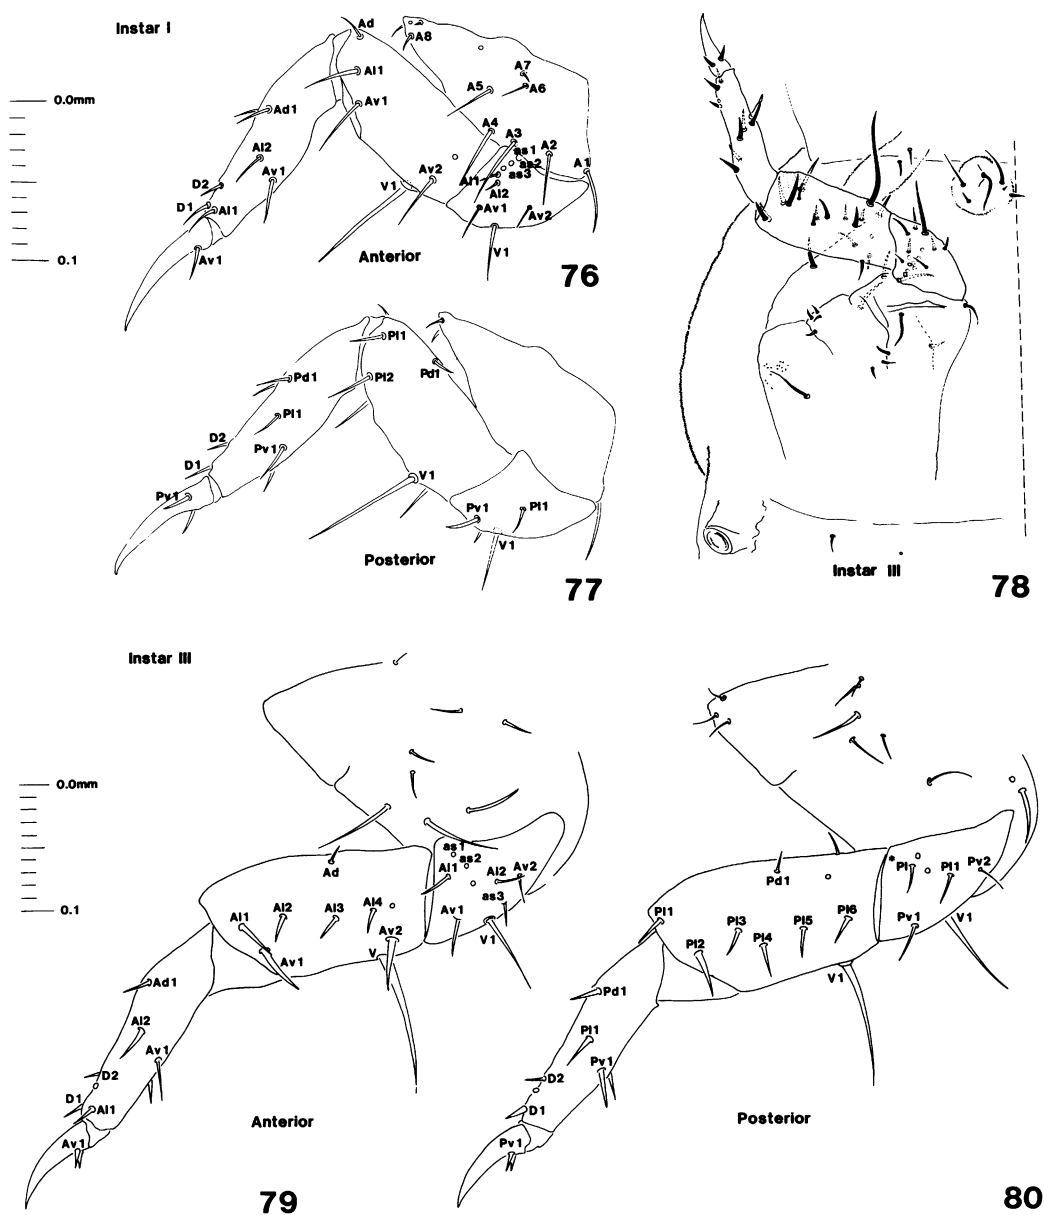 Instar I
0.0mm
0.1
Ad
A8
Al1
A7
A6
A5
Av1
Ad1
A4
A3
as1
A2
as2
as3
A1
Al2
Av1
Av2
Al1
Al2
D2
V1
D1
Al1
Av1
Av2
V1
Av1
Anterior
76
Pl1
Pd1
Pl2
Pd1
Pl1
D2
Pv1
D1
V1
Pv1
Pv1
Pl1
V1
Posterior
77
Instar III
78
Instar III
0.0mm
0.1
as1
as2
Ad
Al1
Al2
Av2
as3
Al1
Al2
Al3
Al4
Av1
Av2
V1
Av1
V
Ad1
Al2
Av1
D2
D1
Al1
Av1
Anterior
79
*
Pl
Pl1
Pv2
Pd1
Pl1
Pl3
Pl5
Pl6
Pv1
V1
Pl2
Pl4
V1
Pd1
Pl1
Pv1
D2
D1
Pv1
Posterior
80